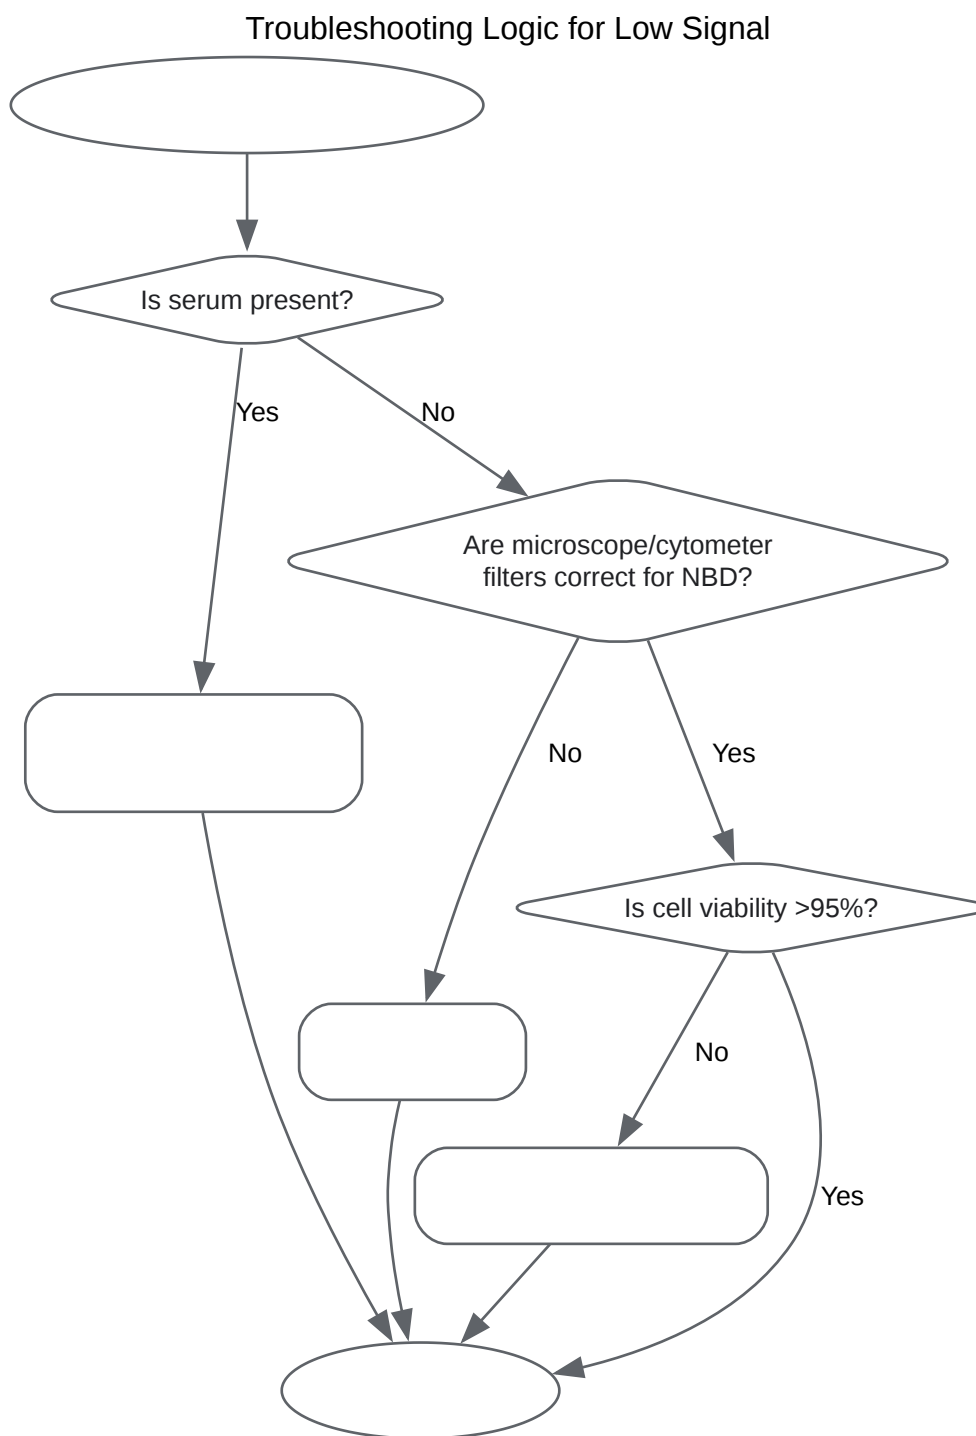 Troubleshooting Logic for Low Signal
Is serum present?
Yes
No
Are microscope/cytometer
filters correct for NBD?
No
Yes
Is cell viability >95%?
No
Yes